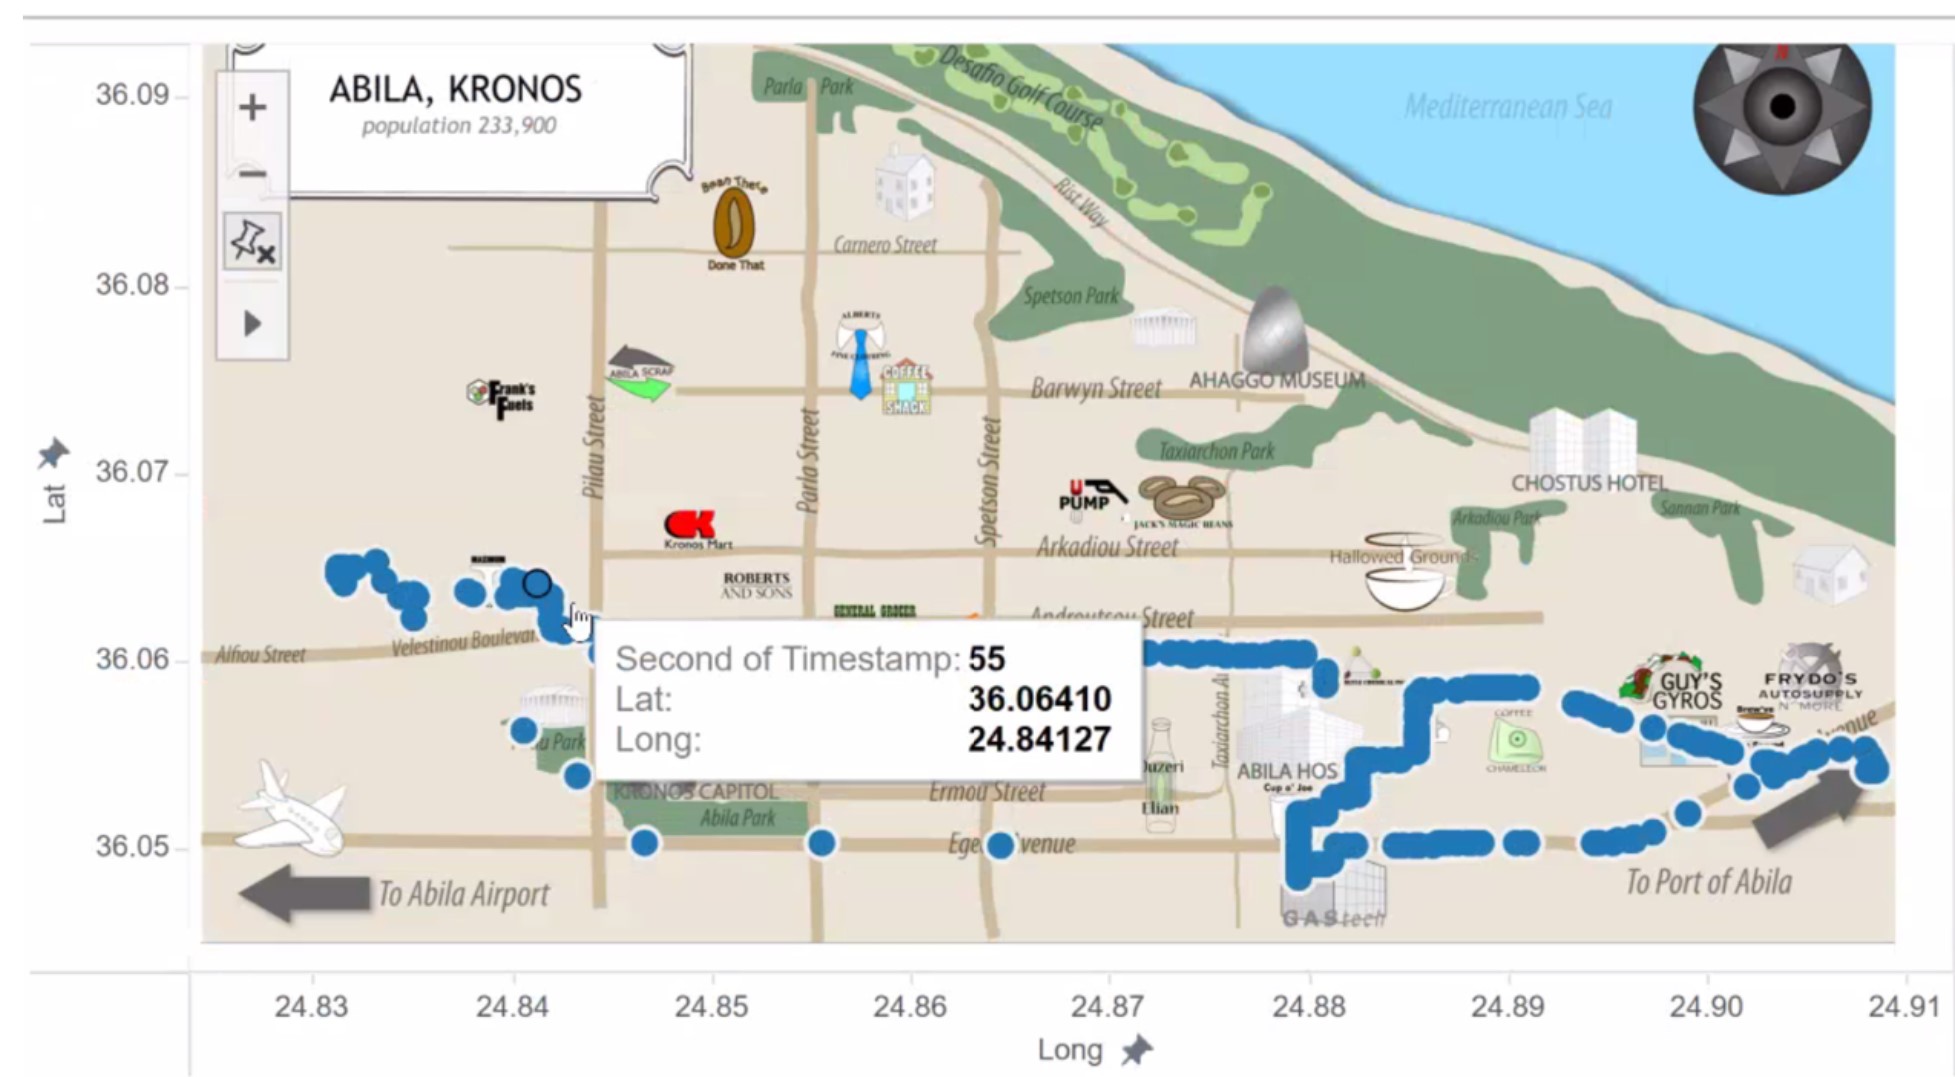 ABILA, KRONOS
population 233,900
Parla Park
Desafio Golf Course
Mediterranean Sea
N
Bean There
Done That
Carnero Street
Rist Way
Spetson Park
ALBERTS
FINE CLOTHING
COFFEE
SHACK
ABILA SCRAP
Frank's
Fuels
Barwyn Street
AHAGGO MUSEUM
Pilau Street
Parla Street
Spetson Street
Taxiarchon Park
CHOSTUS HOTEL
U
PUMP
JACK'S MAGIC BEANS
Arkadiou Park
Sannan Park
Kronos Mart
Arkadiou Street
Hallowed Grounds
ROBERTS
AND SONS
GENERAL GROCER
Androutsou Street
Alfiou Street
Velestinou Boulevar
Second of Timestamp: 55
Lat: 36.06410
Long: 24.84127
GUY'S
GYROS
FRYDO'S
AUTOSUPPLY
N' MORE
Brew've
COFFEE
CHAMELEON
Park
KRONOS CAPITOL
Abila Park
Ermou Street
Ouzeri
Elian
ABILA HOS
Cup o' Joe
venue
GAStech
To Abila Airport
To Port of Abila
36.09
36.08
36.07
36.06
36.05
Lat
24.83 24.84 24.85 24.86 24.87 24.88 24.89 24.90 24.91
Long